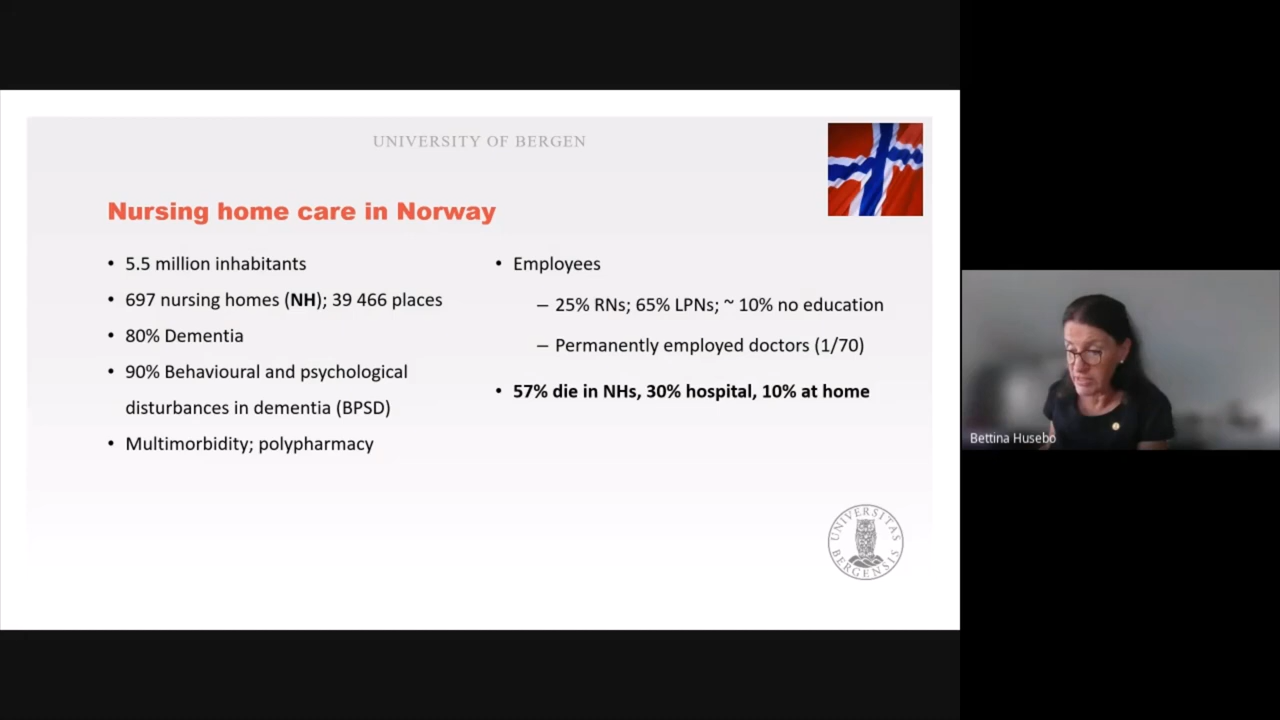 UNIVERSITY OF BERGEN
Nursing home care in Norway
• 5.5 million inhabitants
• 697 nursing homes (NH); 39 466 places
• 80% Dementia
• 90% Behavioural and psychological
disturbances in dementia (BPSD)
• Multimorbidity; polypharmacy
• Employees
– 25% RNs; 65% LPNs; ~ 10% no education
– Permanently employed doctors (1/70)
• 57% die in NHs, 30% hospital, 10% at home
UNIVERSITAS
BERGENSIS
Bettina Husebo